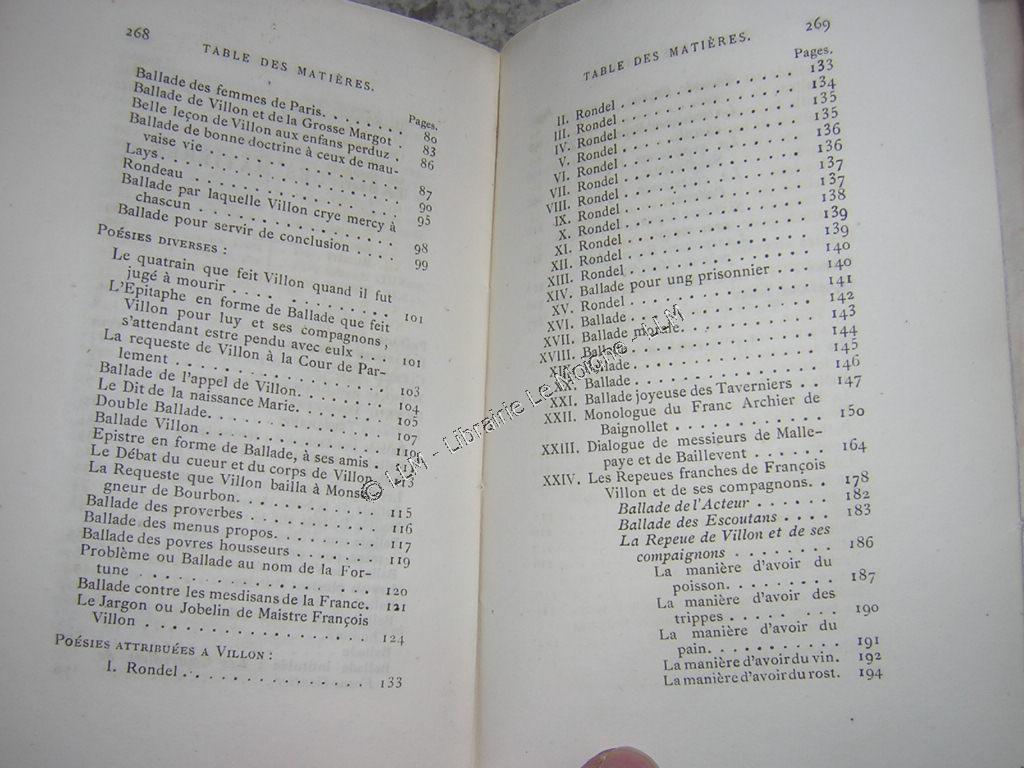 268
TABLE DES MATIÈRES.
Pages.
Ballade des femmes de Paris. . . . . . . 80
Ballade de Villon et de la Grosse Margot . 83
Belle leçon de Villon aux enfans perduz . 86
Ballade de bonne doctrine à ceux de mau-
vaise vie . . . . . . . . . . 87
Lays. . . . . . . . . . . . . 90
Rondeau . . . . . . . . . . . . 95
Ballade par laquelle Villon crye mercy à
chascun . . . . . . . . . . . 98
Ballade pour servir de conclusion . . . . 99
POÉSIES DIVERSES :
Le quatrain que feit Villon quand il fut
jugé à mourir . . . . . . . . . 101
L'Epitaphe en forme de Ballade que feit
Villon pour luy et ses compagnons,
s'attendant estre pendu avec eulx . . . 101
La requeste de Villon à la Cour de Par-
lement . . . . . . . . . . . 103
Ballade de l'appel de Villon. . . . . . . 104
Le Dit de la naissance Marie. . . . . . . 105
Double Ballade. . . . . . . . . . . 107
Ballade Villon . . . . . . . . . . . 110
Epistre en forme de Ballade, à ses amis .
Le Débat du cueur et du corps de Villon
La Requeste que Villon bailla à Monsei-
gneur de Bourbon. . . . . . . . . 115
Ballade des proverbes . . . . . . . . . 116
Ballade des menus propos. . . . . . . . 117
Ballade des povres housseurs . . . . . . 119
Problème ou Ballade au nom de la For-
tune . . . . . . . . . . . . 120
Ballade contre les mesdisans de la France. 121
Le Jargon ou Jobelin de Maistre François
Villon . . . . . . . . . . . . 124
POÉSIES ATTRIBUÉES A VILLON :
I. Rondel . . . . . . . . . . . . 133
269
TABLE DES MATIÈRES.
Pages.
II. Rondel . . . . . . . . . . . 133
III. Rondel . . . . . . . . . . . 134
IV. Rondel . . . . . . . . . . . 135
V. Rondel . . . . . . . . . . . 135
VI. Rondel . . . . . . . . . . . 136
VII. Rondel . . . . . . . . . . . 136
VIII. Rondel . . . . . . . . . . . 137
IX. Rondel . . . . . . . . . . . 137
X. Rondel . . . . . . . . . . . 138
XI. Rondel . . . . . . . . . . . 139
XII. Rondel . . . . . . . . . . . 139
XIII. Rondel . . . . . . . . . . . 140
XIV. Ballade pour ung prisonnier . . . 140
XV. Rondel . . . . . . . . . . . 141
XVI. Ballade . . . . . . . . . . . 142
XVII. Ballade morale. . . . . . . . . 143
XVIII. Ballade . . . . . . . . . . . 144
XIX. Ballade. . . . . . . . . . . 145
XX. Ballade . . . . . . . . . . . 146
XXI. Ballade joyeuse des Taverniers . . 147
XXII. Monologue du Franc Archier de
Baignollet . . . . . . . . . 150
XXIII. Dialogue de messieurs de Malle-
paye et de Baillevent . . . . . . 164
XXIV. Les Repeues franches de François
Villon et de ses compagnons. . 178
Ballade de l'Acteur . . . . . 182
Ballade des Escoutans . . . . 183
La Repeue de Villon et de ses
compaignons . . . . . . . . 186
La manière d'avoir du
poisson. . . . . . . . . 187
La manière d'avoir des
trippes . . . . . . . . . 190
La manière d'avoir du
pain. . . . . . . . . . 191
La manière d'avoir du vin. 192
La manière d'avoir du rost. 194
© LLM - Librairie Le Moigne - LLM